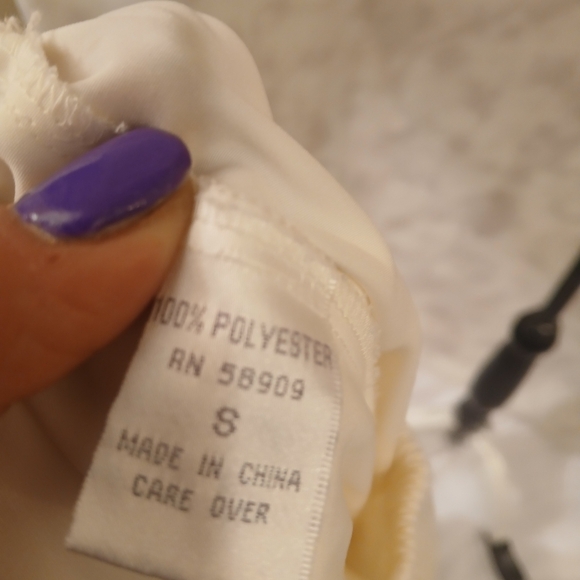 100% POLYESTER
RN 58909
S
MADE IN CHINA
CARE OVER